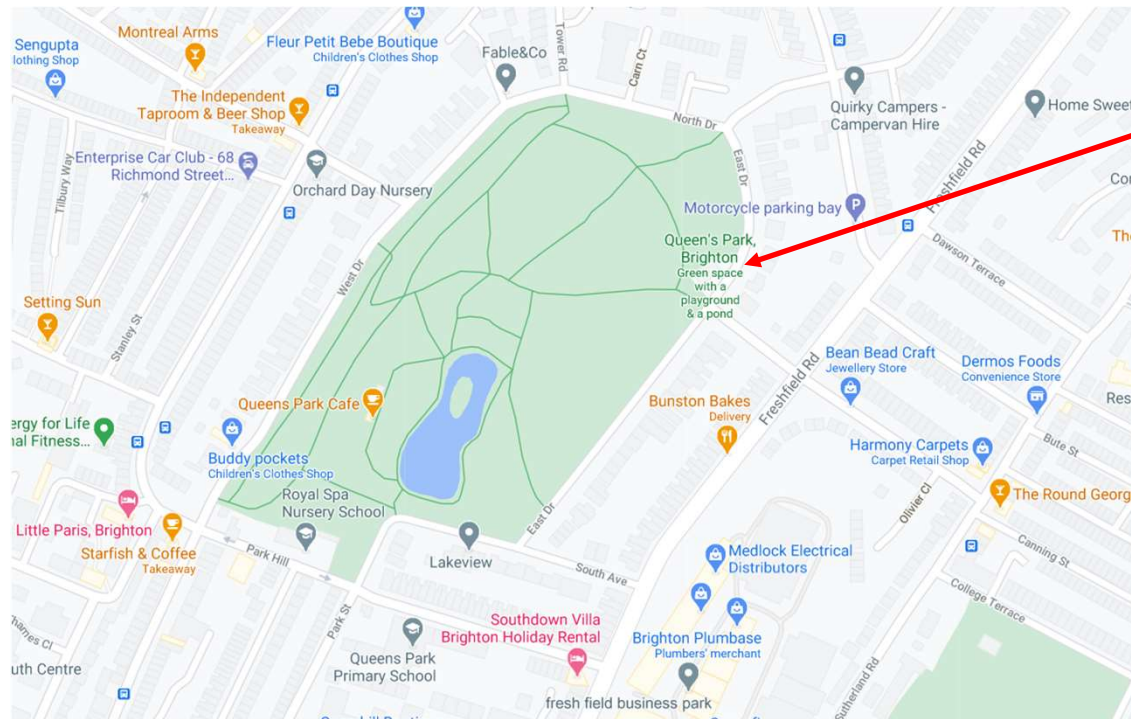 Montreal Arms
Sengupta
lothing Shop
Fleur Petit Bebe Boutique
Children's Clothes Shop
Tower Rd
Fable&Co
Carn Ct
The Independent
Taproom & Beer Shop
Takeaway
Quirky Campers -
Campervan Hire
Home Sweet
North Dr
East Dr
Freshfield Rd
Enterprise Car Club - 68
Richmond Street...
Tilbury Way
Orchard Day Nursery
Motorcycle parking bay
P
Queen's Park,
Brighton
Green space
with a
playground
& a pond
Dawson Terrace
Th
West Dr
Setting Sun
Stanley St
Freshfield Rd
Bean Bead Craft
Jewellery Store
Dermos Foods
Convenience Store
Res
Queens Park Cafe
Bunston Bakes
Delivery
ergy for Life
al Fitness...
Buddy pockets
Children's Clothes Shop
Harmony Carpets
Carpet Retail Shop
Bute St
Olivier Cl
The Round Georg
Royal Spa
Nursery School
East Dr
Little Paris, Brighton
Starfish & Coffee
Takeaway
Park Hill
Lakeview
South Ave
Medlock Electrical
Distributors
Canning St
College Terrace
Park St
Southdown Villa
Brighton Holiday Rental
Brighton Plumbase
Plumbers' merchant
Queens Park
Primary School
uth Centre
Sutherland Rd
fresh field business park